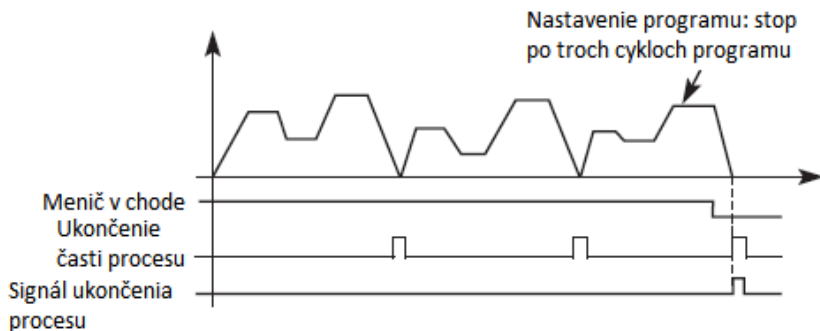 Nastavenie programu: stop
po troch cykloch programu
Menič v chode
Ukončenie
časti procesu
Signál ukončenia
procesu